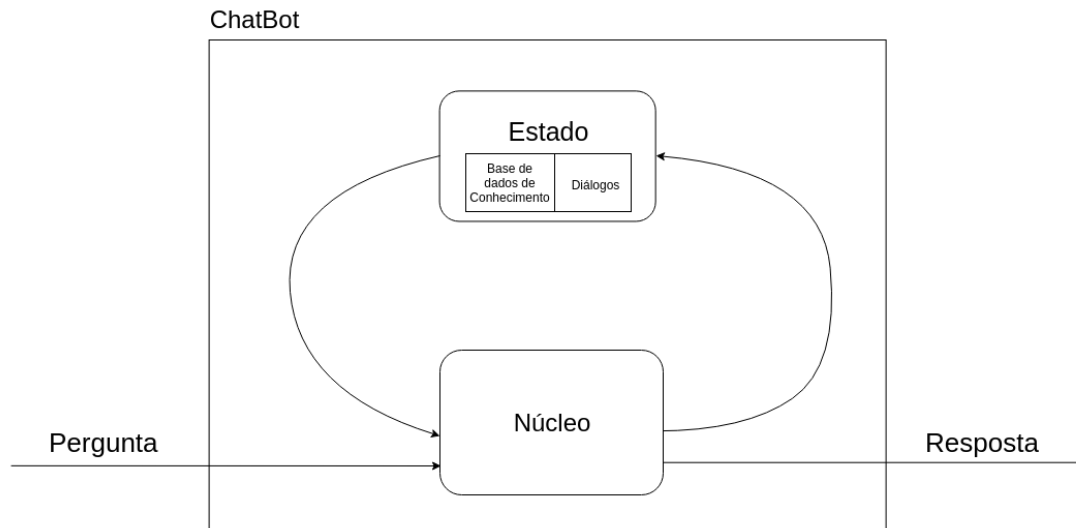 ChatBot
Estado
Base de
dados de
Conhecimento
Diálogos
Núcleo
Pergunta
Resposta